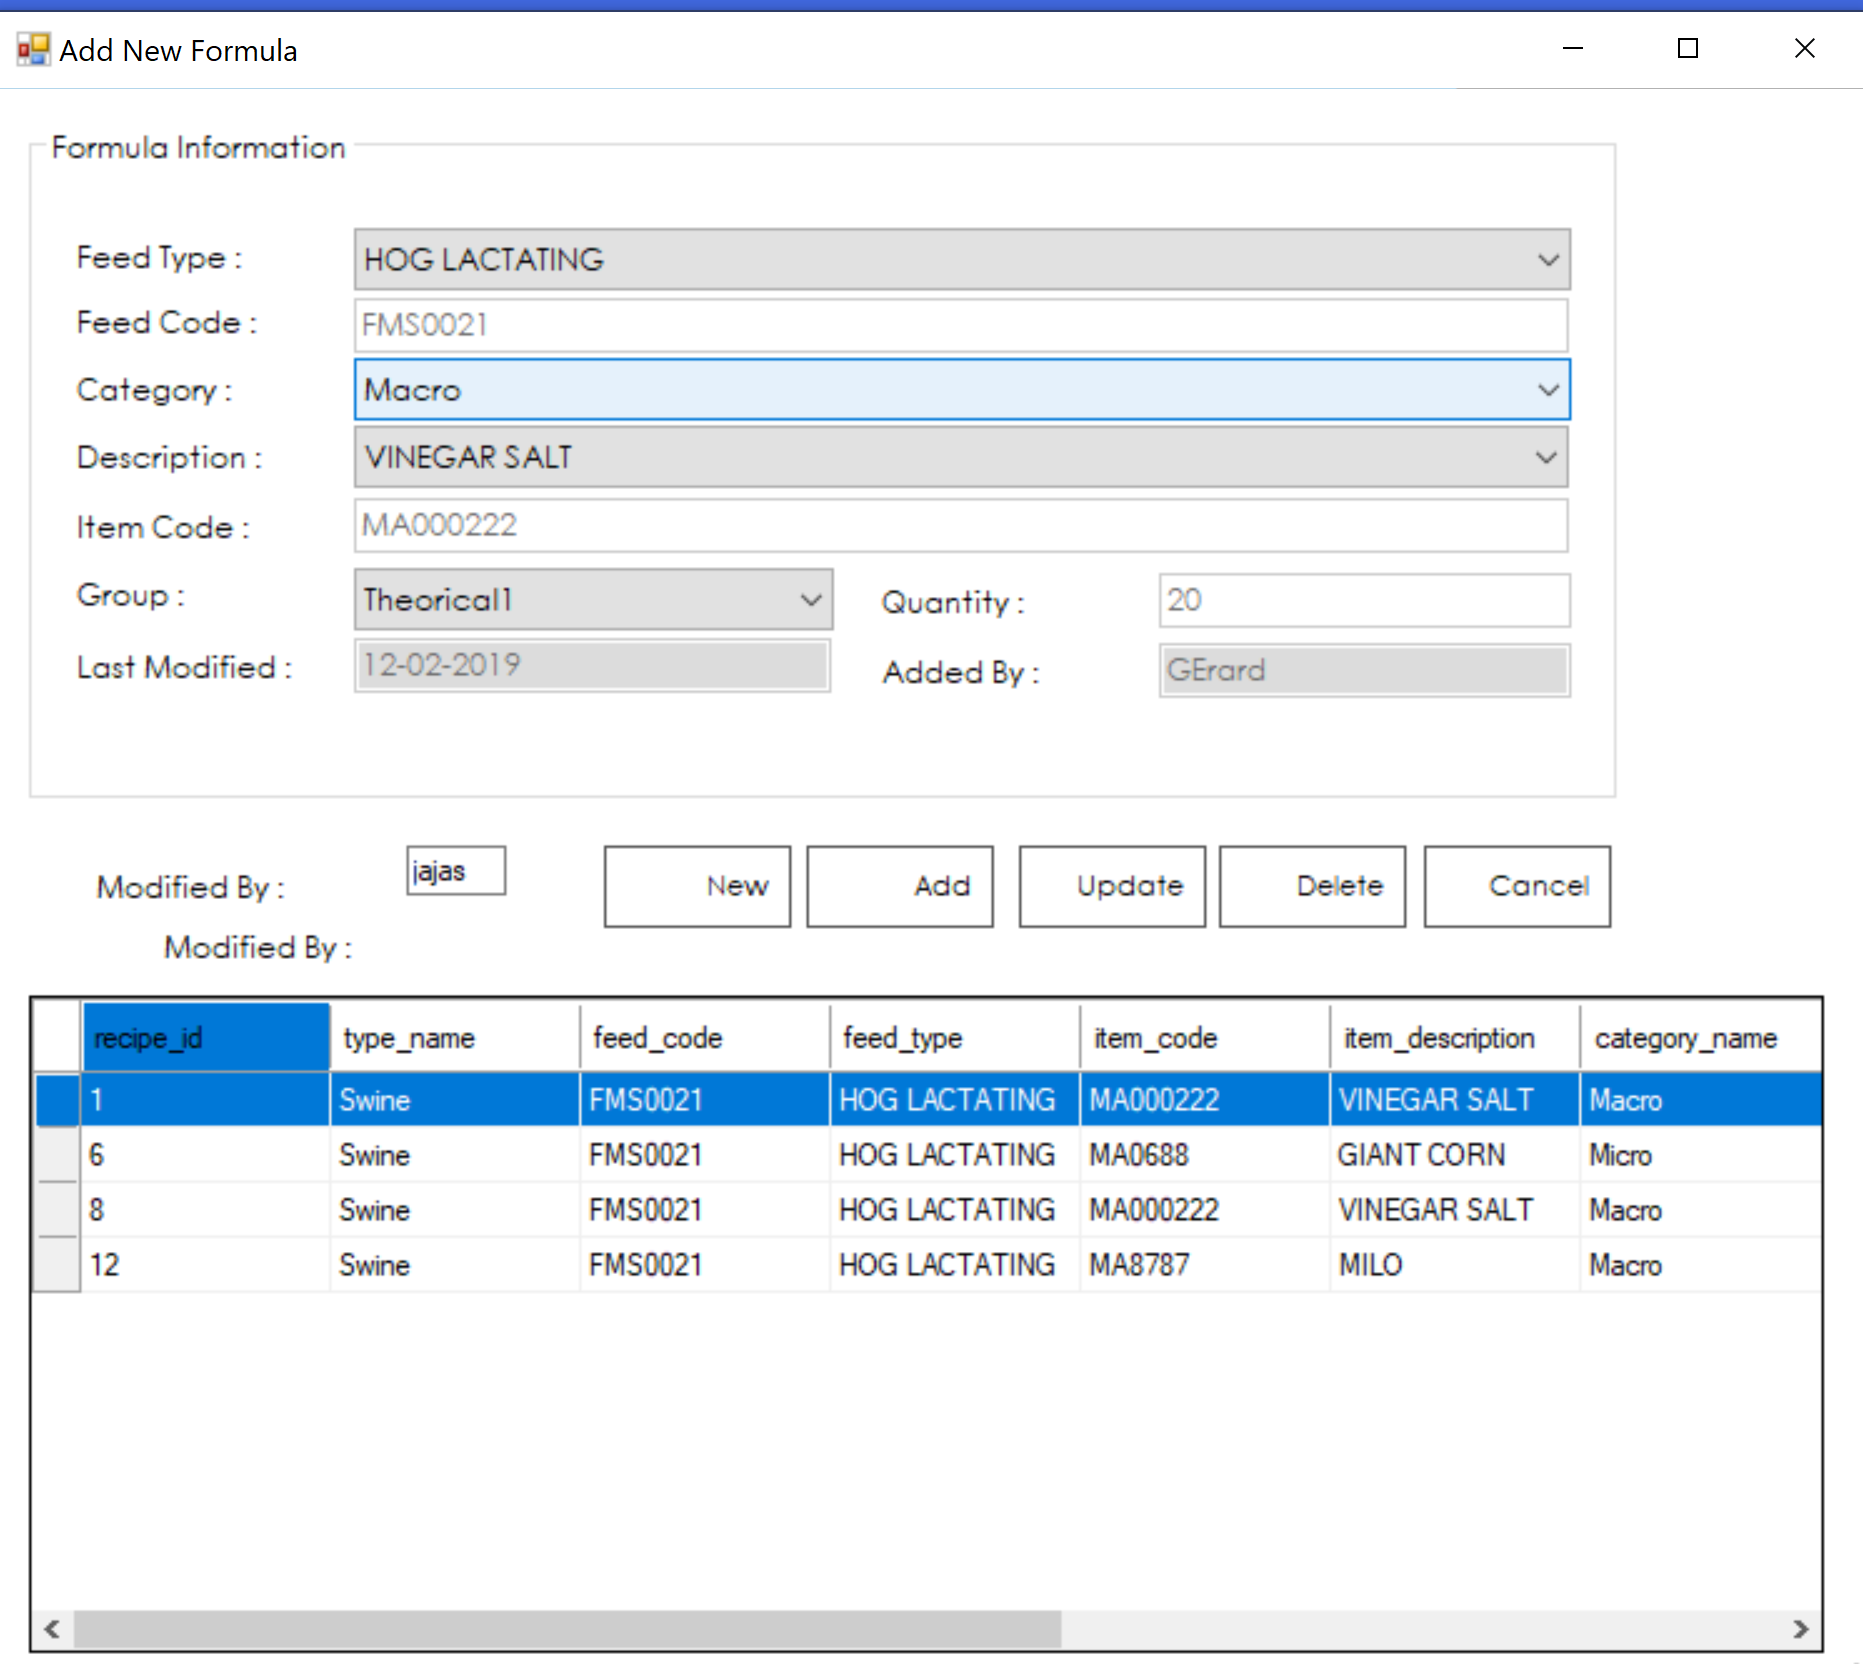 Add New Formula
Formula Information
Feed Type : HOG LACTATING
Feed Code : FMS0021
Category : Macro
Description : VINEGAR SALT
Item Code : MA000222
Group : Theorical1 Quantity : 20
Last Modified : 12-02-2019 Added By : GErard
Modified By : jajas New Add Update Delete Cancel
Modified By :
recipe_id type_name feed_code feed_type item_code item_description category_name
1 Swine FMS0021 HOG LACTATING MA000222 VINEGAR SALT Macro
6 Swine FMS0021 HOG LACTATING MA0688 GIANT CORN Micro
8 Swine FMS0021 HOG LACTATING MA000222 VINEGAR SALT Macro
12 Swine FMS0021 HOG LACTATING MA8787 MILO Macro